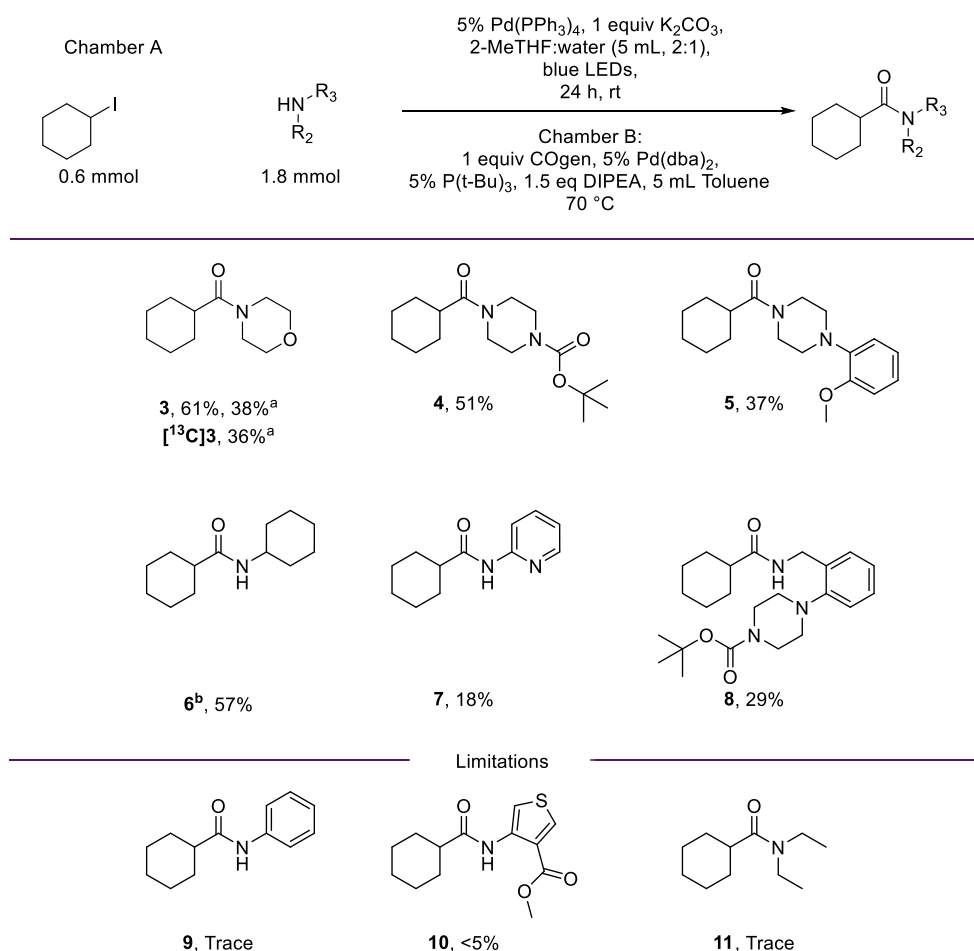 5% Pd(PPh3)4, 1 equiv K2CO3,
2-MeTHF:water (5 mL, 2:1),
blue LEDs,
24 h, rt
Chamber A
I
HN R3
R2
0.6 mmol
1.8 mmol
Chamber B:
1 equiv COgen, 5% Pd(dba)2,
5% P(t-Bu)3, 1.5 eq DIPEA, 5 mL Toluene
70 °C
O
N R3
R2
O
N
O
3, 61%, 38%a
[13C]3, 36%a
O
N
N O
O
4, 51%
O
N
N
O
5, 37%
O
N
H
6b, 57%
O
N
H N
7, 18%
O
N
H
N
O N
O
8, 29%
Limitations
O
N
H
9, Trace
O S
N
H
O
O
10, <5%
O
N
11, Trace